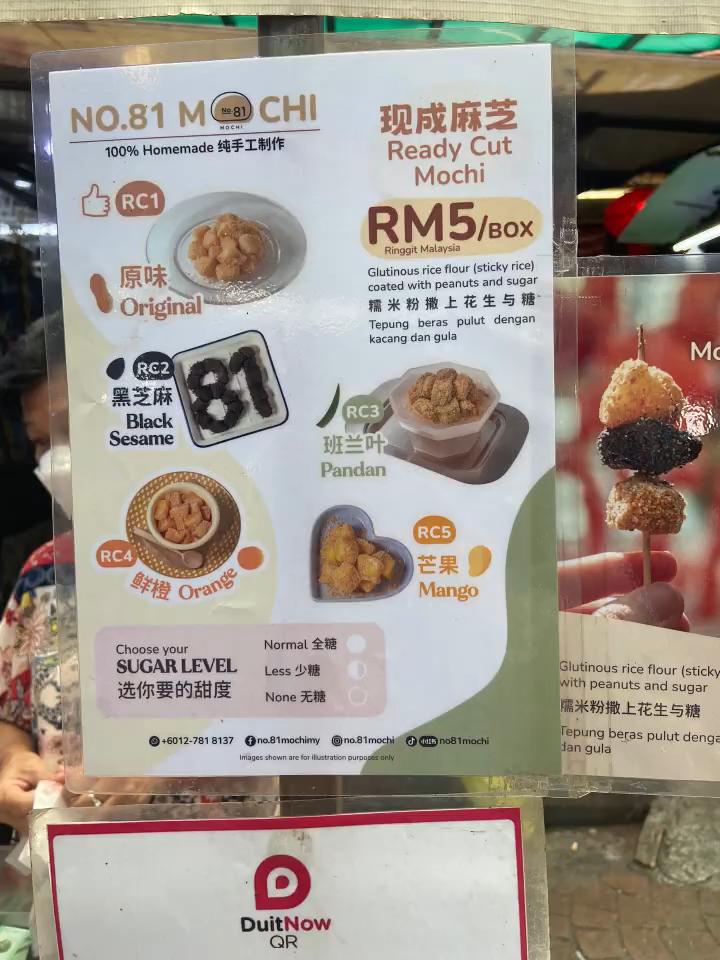 NO.81 MOCHI
No.81
MOCHI
100% Homemade 纯手工制作
现成麻芝
Ready Cut
Mochi
RM5/BOX
Ringgit Malaysia
Glutinous rice flour (sticky rice)
coated with peanuts and sugar
糯米粉撒上花生与糖
Tepung beras pulut dengan
kacang dan gula
RC1
原味
Original
RC2
黑芝麻
Black
Sesame
RC3
班兰叶
Pandan
RC4
鲜橙 Orange
RC5
芒果
Mango
Choose your
SUGAR LEVEL
选你要的甜度
Normal 全糖
Less 少糖
None 无糖
+6012-781 8137 no.81mochimy no.81mochi 小红书 no81mochi
Images shown are for illustration purposes only
Mo
Glutinous rice flour (sticky
with peanuts and sugar
糯米粉撒上花生与糖
Tepung beras pulut denga
dan gula
DuitNow
QR